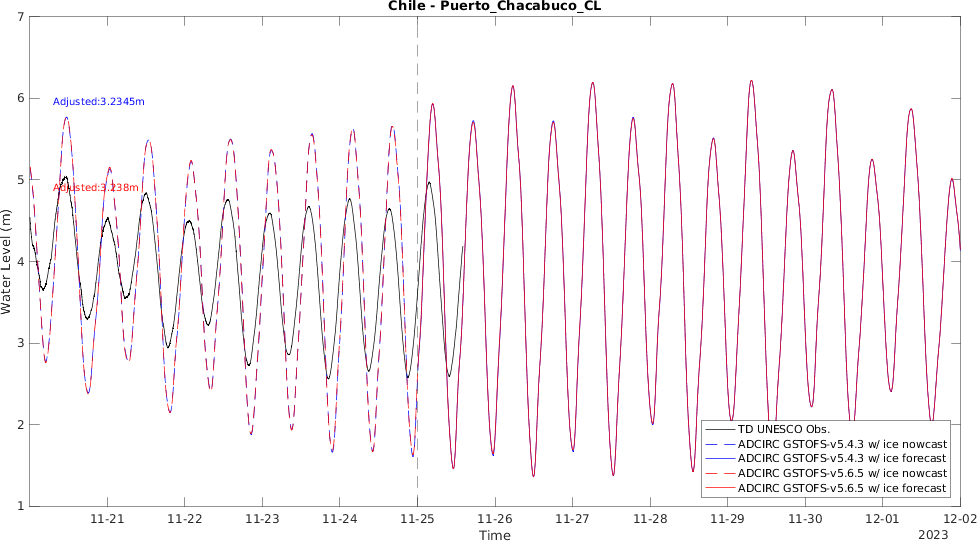 Chile - Puerto_Chacabuco_CL
7
6
5
4
3
2
1
Water Level (m)
Adjusted:3.2345m
Adjusted:3.238m
TD UNESCO Obs.
ADCIRC GSTOFS-v5.4.3 w/ ice nowcast
ADCIRC GSTOFS-v5.4.3 w/ ice forecast
ADCIRC GSTOFS-v5.6.5 w/ ice nowcast
ADCIRC GSTOFS-v5.6.5 w/ ice forecast
11-21 11-22 11-23 11-24 11-25 11-26 11-27 11-28 11-29 11-30 12-01 12-02
Time
2023